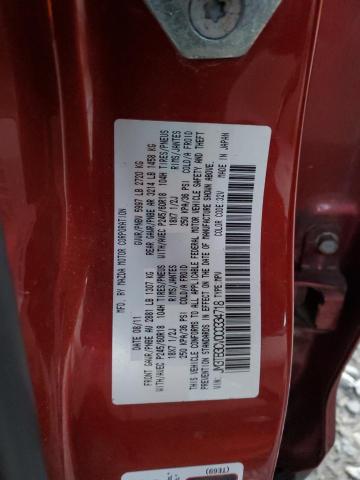 MFD. BY MAZDA MOTOR CORPORATION MADE IN JAPAN
DATE 08/11 GVWR/PNBV 5997 LB 2720 KG
FRONT GAWR/PNBE AV 2881 LB 1307 KG REAR GAWR/PNBE AR 3214 LB 1458 KG
WITH/AVEC P245/60R18 104H TIRES/PNEUS WITH/AVEC P245/60R18 104H TIRES/PNEUS
18X7 1/2J RIMS/JANTES 18X7 1/2J RIMS/JANTES
250 KPA/36 PSI COLD/A FROID 250 KPA/36 PSI COLD/A FROID
THIS VEHICLE CONFORMS TO ALL APPLICABLE FEDERAL MOTOR VEHICLE SAFETY AND THEFT
PREVENTION STANDARDS IN EFFECT ON THE DATE OF MANUFACTURE SHOWN ABOVE.
VIN: TYPE: MPV COLOR CODE: 32V
(TE69)